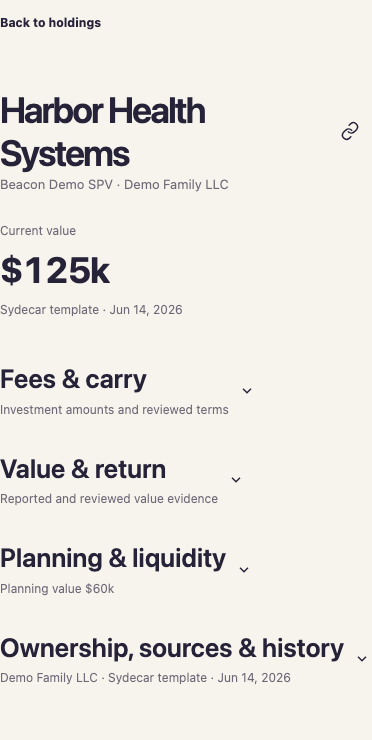 Back to holdings
Harbor Health
Systems
Beacon Demo SPV · Demo Family LLC
Current value
$125k
Sydecar template · Jun 14, 2026
Fees & carry
Investment amounts and reviewed terms
Value & return
Reported and reviewed value evidence
Planning & liquidity
Planning value $60k
Ownership, sources & history
Demo Family LLC · Sydecar template · Jun 14, 2026